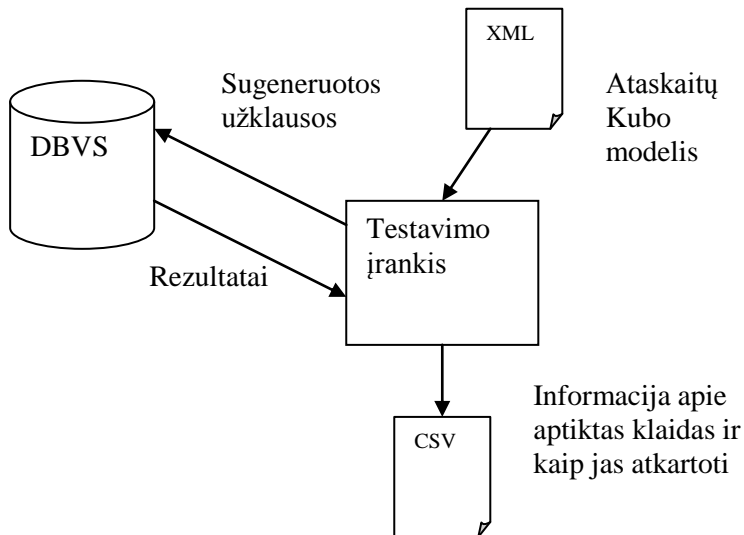 XML
Sugeneruotos
užklausos
Ataskaitų
Kubo
modelis
DBVS
Testavimo
įrankis
Rezultatai
Informacija apie
aptiktas klaidas ir
kaip jas atkartoti
CSV